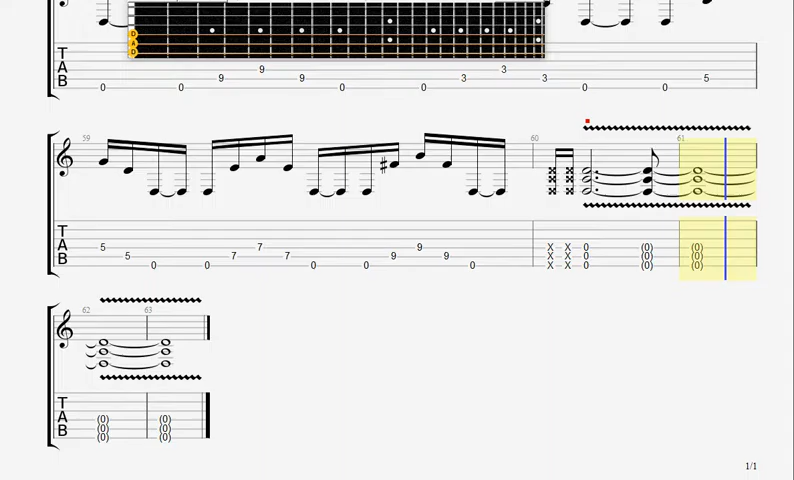 D
A
D
T
A
B
9
9
9
3
3
3
5
0 0 0 0 0
59 60 61
T
A
B
5 7 9 X X 0 (0) (0)
5 7 7 9 9 X X 0 (0) (0)
0 0 0 0 0 X X 0 (0) (0)
62 63
T
A
B
(0) (0)
(0) (0)
(0) (0)
1/1